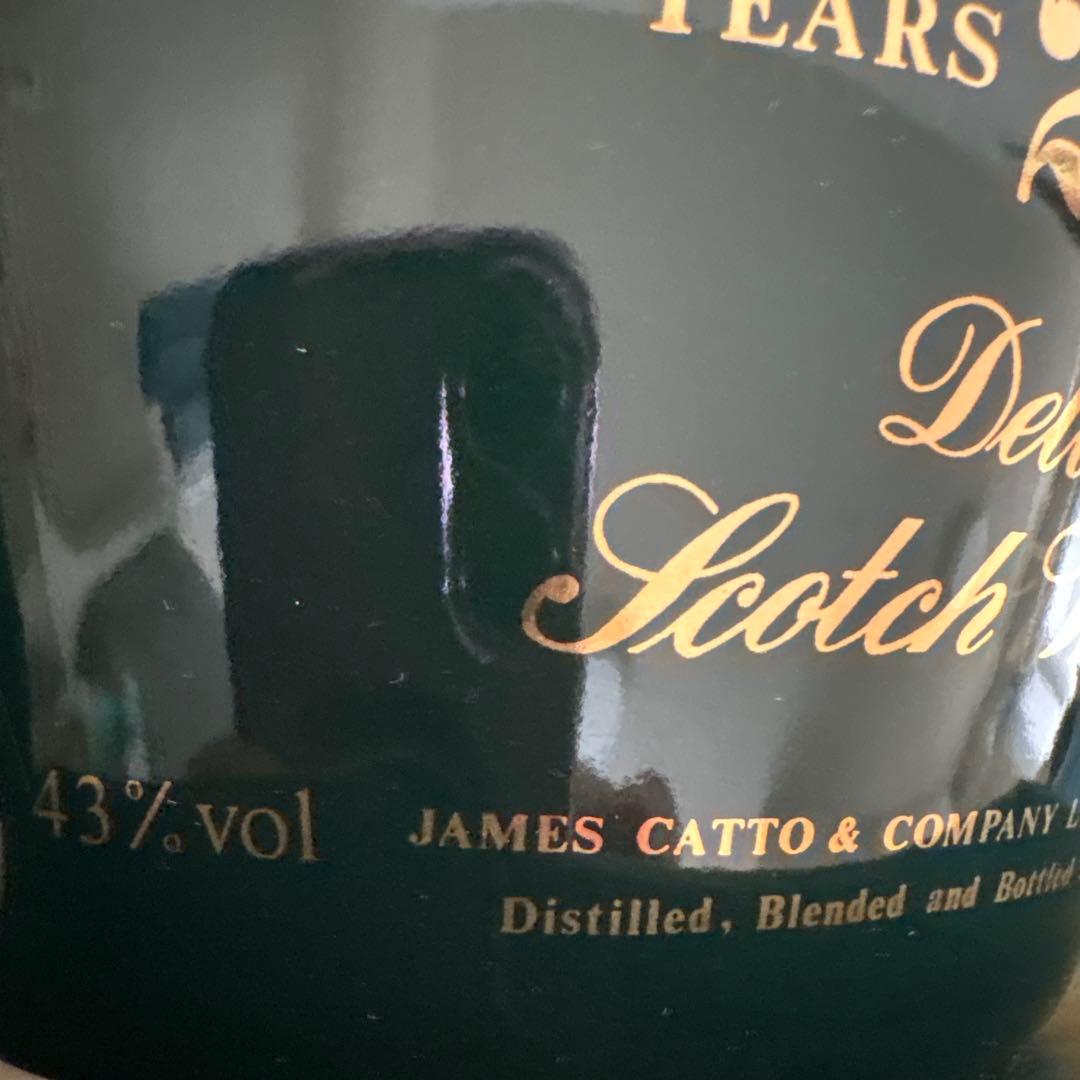 YEARS
Scotch
43% vol
JAMES CATTO & COMPANY
Distilled, Blended and Bottled